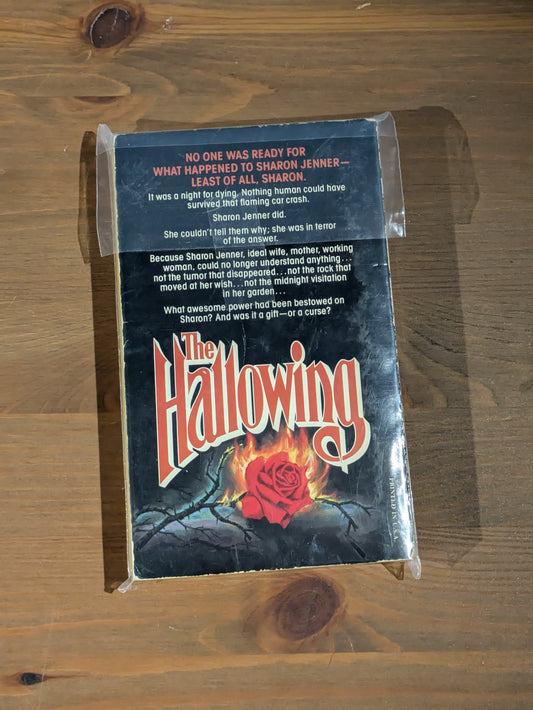 NO ONE WAS READY FOR
WHAT HAPPENED TO SHARON JENNER—
LEAST OF ALL, SHARON.
It was a night for dying. Nothing human could have
survived that flaming car crash.
Sharon Jenner did.
She couldn't tell them why; she was in terror
of the answer.
Because Sharon Jenner, ideal wife, mother, working
woman, could no longer understand anything...
not the tumor that disappeared...not the rock that
moved at her wish...not the midnight visitation
in her garden...
What awesome power had been bestowed on
Sharon? And was it a gift—or a curse?
The
Hallowing
PRINTED IN U.S.A.